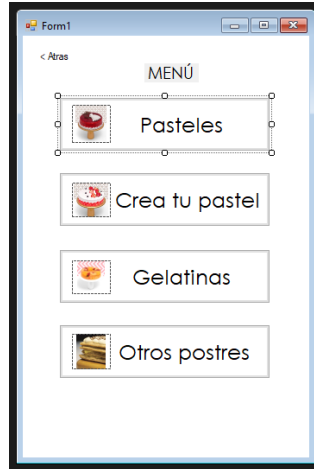 Form1
< Atras
MENÚ
Pasteles
Crea tu pastel
Gelatinas
Otros postres